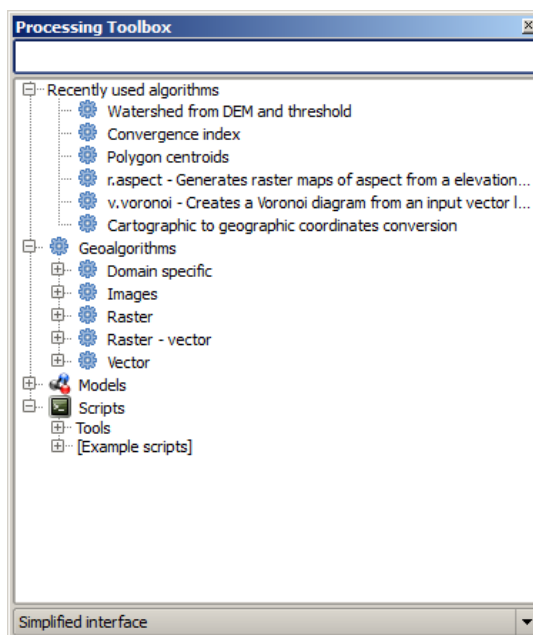 Processing Toolbox
Recently used algorithms
Watershed from DEM and threshold
Convergence index
Polygon centroids
r.aspect - Generates raster maps of aspect from a elevation...
v.voronoi - Creates a Voronoi diagram from an input vector l...
Cartographic to geographic coordinates conversion
Geoalgorithms
Domain specific
Images
Raster
Raster - vector
Vector
Models
Scripts
Tools
[Example scripts]
Simplified interface